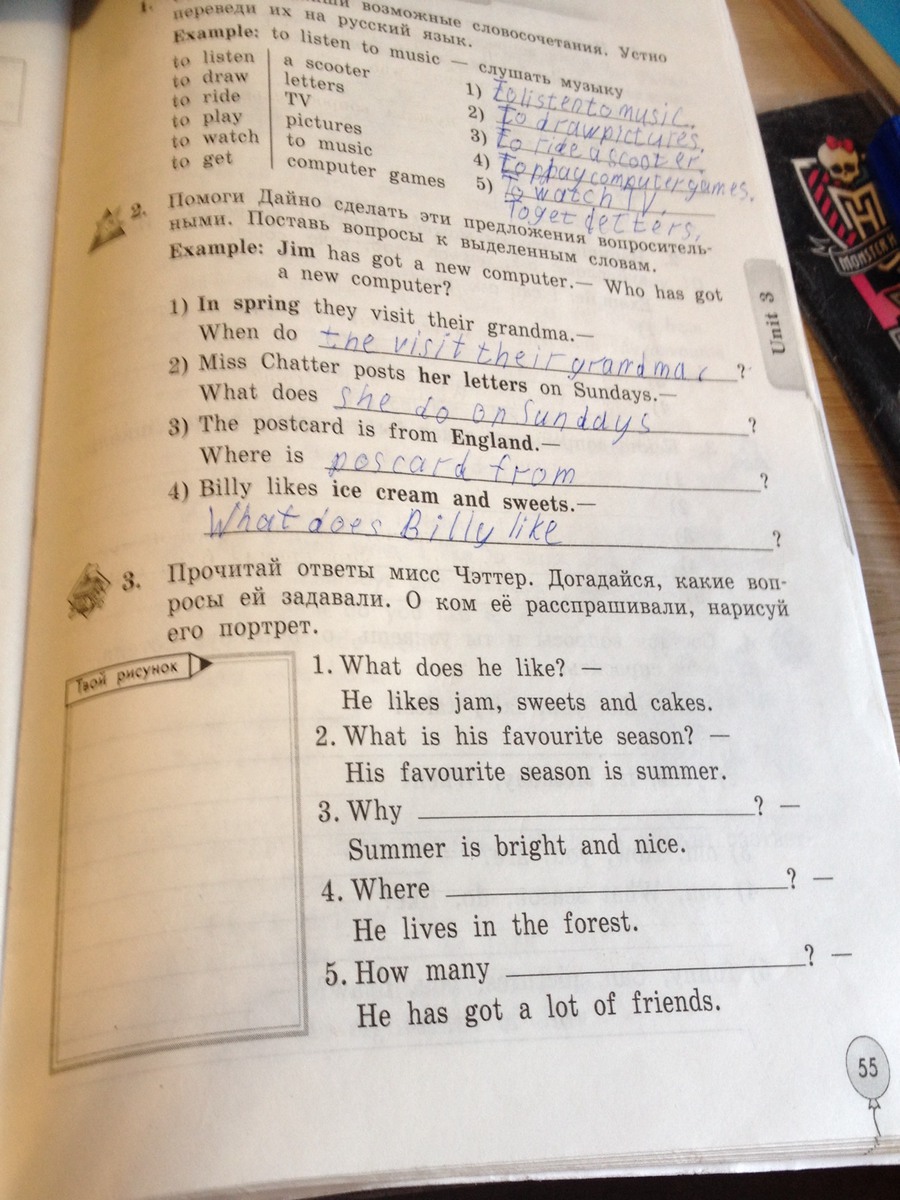 1. возможные словосочетания. Устно
переведи их на русский язык.
Example: to listen to music — слушать музыку
to listen a scooter 1) to listen to music.
to draw letters 2) To draw pictures.
to ride TV 3) to ride a scooter.
to play pictures 4) to play computer games.
to watch to music 5) To watch TV.
to get computer games To get letters.
2. Помоги Дайно сделать эти предложения вопроситель-
ными. Поставь вопросы к выделенным словам.
Example: Jim has got a new computer.— Who has got
a new computer?
1) In spring they visit their grandma.—
When do the visit their grandma ?
2) Miss Chatter posts her letters on Sundays.—
What does she do on Sundays ?
3) The postcard is from England.—
Where is poscard from ?
4) Billy likes ice cream and sweets.—
What does Billy like ?
3. Прочитай ответы мисс Чэттер. Догадайся, какие воп-
росы ей задавали. О ком её расспрашивали, нарисуй
его портрет.
Твой рисунок
1. What does he like? —
He likes jam, sweets and cakes.
2. What is his favourite season? —
His favourite season is summer.
3. Why ? —
Summer is bright and nice.
4. Where ? —
He lives in the forest.
5. How many ? —
He has got a lot of friends.
Unit 3
55
MONSTER